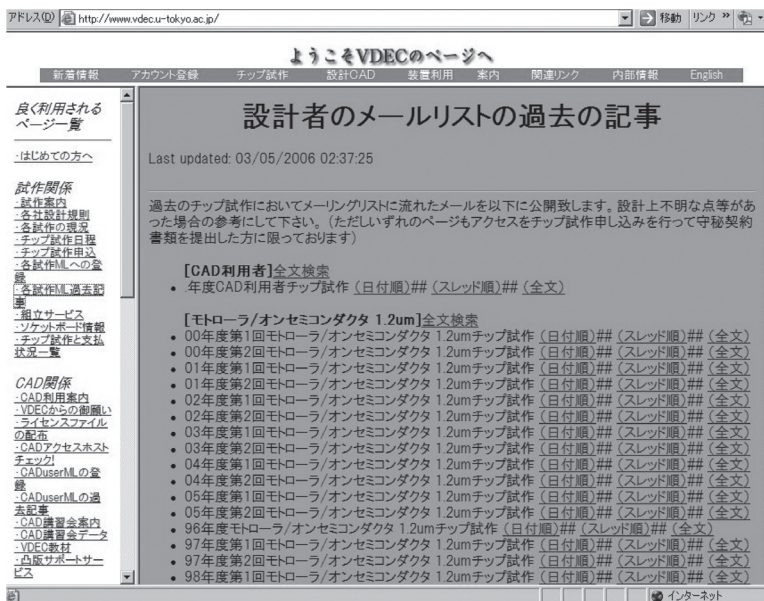 アドレス(D) http://www.vdec.u-tokyo.ac.jp/ 移動 リンク »
ようこそVDECのページへ
新着情報 アカウント登録 チップ試作 設計CAD 装置利用 案内 関連リンク 内部情報 English
良く利用される
ページ一覧
・はじめての方へ
試作関係
・試作案内
・各社設計規則
・各試作の現況
・チップ試作日程
・チップ試作申込
・各試作MLへの登
録
・各試作ML過去記
事
・組立サービス
・ソケットボード情報
・チップ試作と支払
状況一覧
CAD関係
・CAD利用案内
・VDECからの御願い
・ライセンスファイル
の配布
・CADアクセスホスト
チェック!
・CADuserMLの登
録
・CADuserMLの過
去記事
・CAD講習会案内
・CAD講習会データ
・VDEC教材
・凸版サポートサー
ビス
設計者のメールリストの過去の記事
Last updated: 03/05/2006 02:37:25
過去のチップ試作においてメーリングリストに流れたメールを以下に公開致します。設計上不明な点等があ
った場合の参考にして下さい。(ただしいずれのページもアクセスをチップ試作申し込みを行って守秘契約
書類を提出した方に限っております)
[CAD利用者]全文検索
• .年度CAD利用者チップ試作 (日付順)## (スレッド順)## (全文)
[モトローラ/オンセミコンダクタ 1.2um]全文検索
• 00年度第1回モトローラ/オンセミコンダクタ 1.2umチップ試作 (日付順)## (スレッド順)## (全文)
• 00年度第2回モトローラ/オンセミコンダクタ 1.2umチップ試作 (日付順)## (スレッド順)## (全文)
• 01年度第1回モトローラ/オンセミコンダクタ 1.2umチップ試作 (日付順)## (スレッド順)## (全文)
• 01年度第2回モトローラ/オンセミコンダクタ 1.2umチップ試作 (日付順)## (スレッド順)## (全文)
• 02年度第1回モトローラ/オンセミコンダクタ 1.2umチップ試作 (日付順)## (スレッド順)## (全文)
• 02年度第2回モトローラ/オンセミコンダクタ 1.2umチップ試作 (日付順)## (スレッド順)## (全文)
• 03年度第1回モトローラ/オンセミコンダクタ 1.2umチップ試作 (日付順)## (スレッド順)## (全文)
• 03年度第2回モトローラ/オンセミコンダクタ 1.2umチップ試作 (日付順)## (スレッド順)## (全文)
• 04年度第1回モトローラ/オンセミコンダクタ 1.2umチップ試作 (日付順)## (スレッド順)## (全文)
• 04年度第2回モトローラ/オンセミコンダクタ 1.2umチップ試作 (日付順)## (スレッド順)## (全文)
• 05年度第1回モトローラ/オンセミコンダクタ 1.2umチップ試作 (日付順)## (スレッド順)## (全文)
• 05年度第2回モトローラ/オンセミコンダクタ 1.2umチップ試作 (日付順)## (スレッド順)## (全文)
• 96年度モトローラ/オンセミコンダクタ 1.2umチップ試作 (日付順)## (スレッド順)## (全文)
• 97年度第1回モトローラ/オンセミコンダクタ 1.2umチップ試作 (日付順)## (スレッド順)## (全文)
• 97年度第2回モトローラ/オンセミコンダクタ 1.2umチップ試作 (日付順)## (スレッド順)## (全文)
• 98年度第1回モトローラ/オンセミコンダクタ 1.2umチップ試作 (日付順)## (スレッド順)## (全文)
インターネット